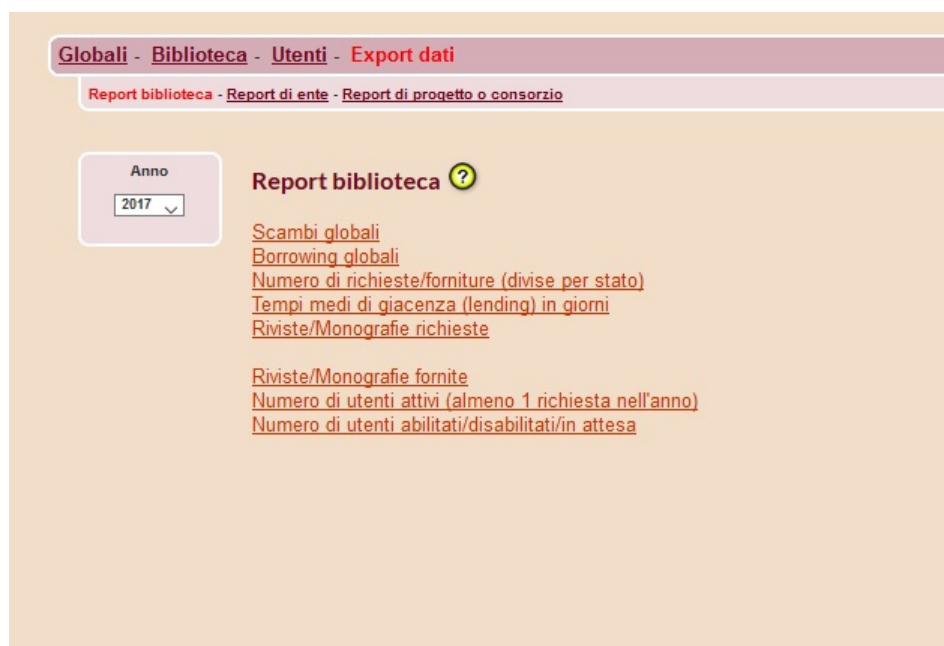 Globali - Biblioteca - Utenti - Export dati
Report biblioteca - Report di ente - Report di progetto o consorzio
Anno
2017
Report biblioteca ?
Scambi globali
Borrowing globali
Numero di richieste/forniture (divise per stato)
Tempi medi di giacenza (lending) in giorni
Riviste/Monografie richieste
Riviste/Monografie fornite
Numero di utenti attivi (almeno 1 richiesta nell'anno)
Numero di utenti abilitati/disabilitati/in attesa